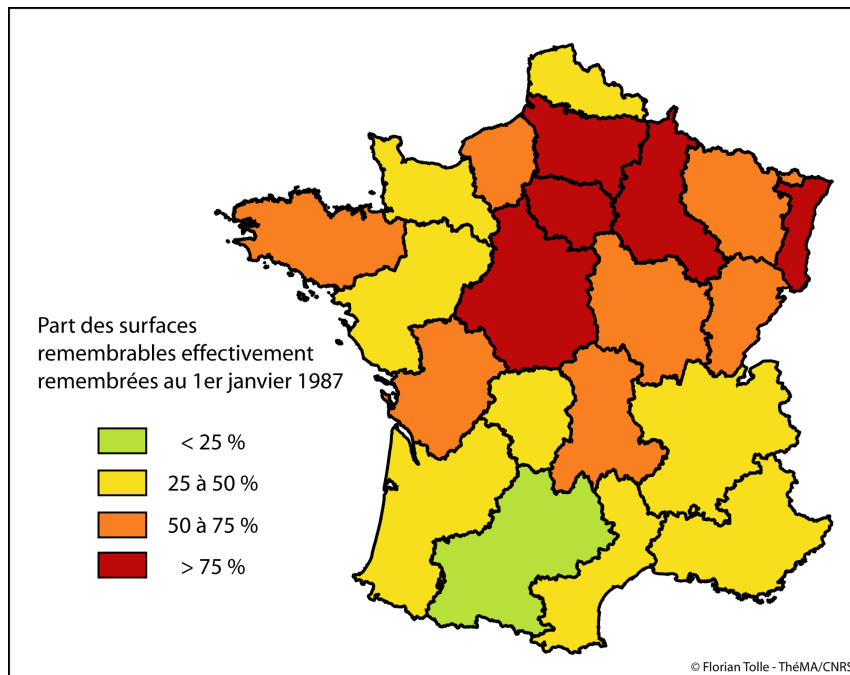 Part des surfaces
remembrables effectivement
remembrées au 1er janvier 1987
< 25 %
25 à 50 %
50 à 75 %
> 75 %
© Florian Tolle - ThéMA/CNRS